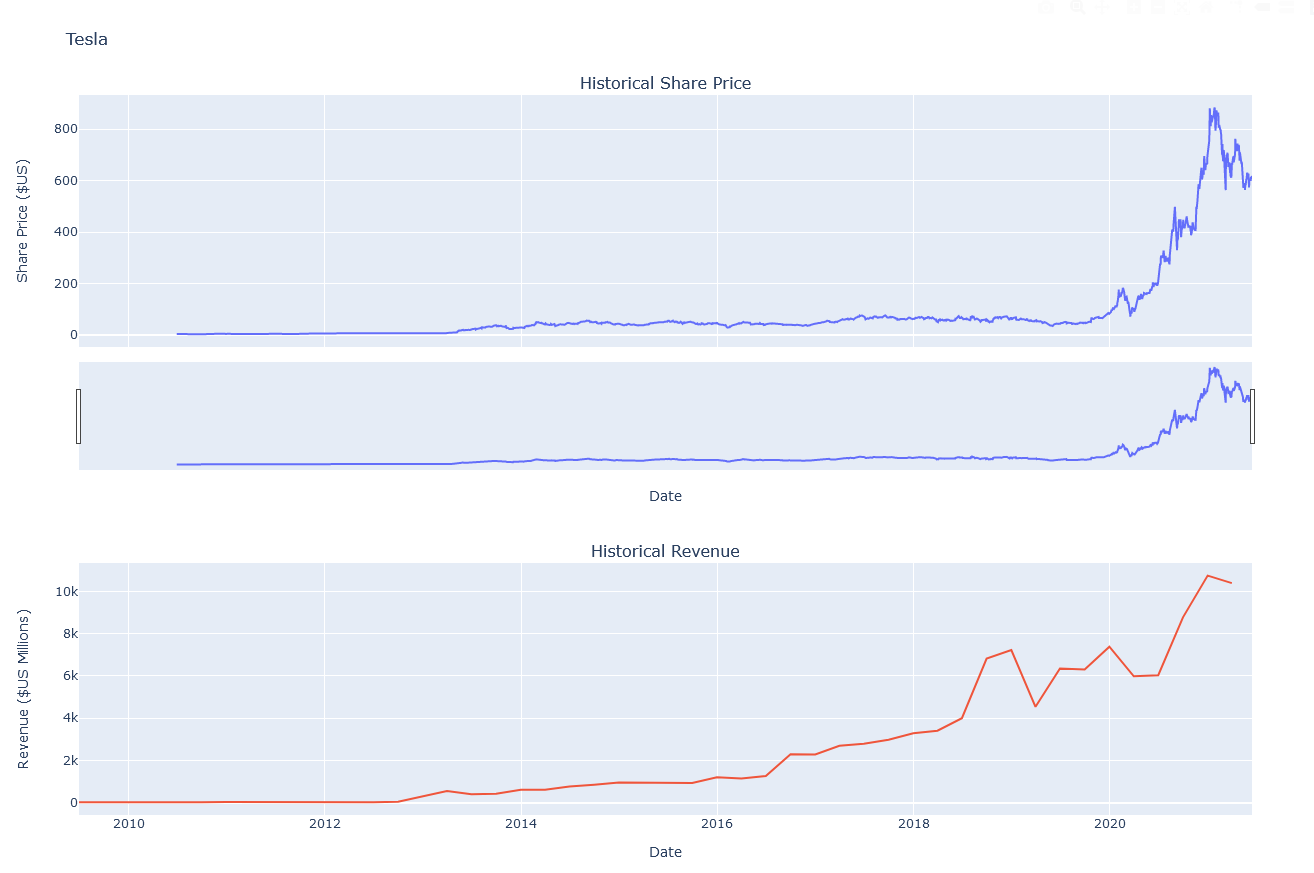 Tesla
Historical Share Price
Share Price ($US)
800
600
400
200
0
Date
Historical Revenue
Revenue ($US Millions)
10k
8k
6k
4k
2k
0
2010 2012 2014 2016 2018 2020
Date